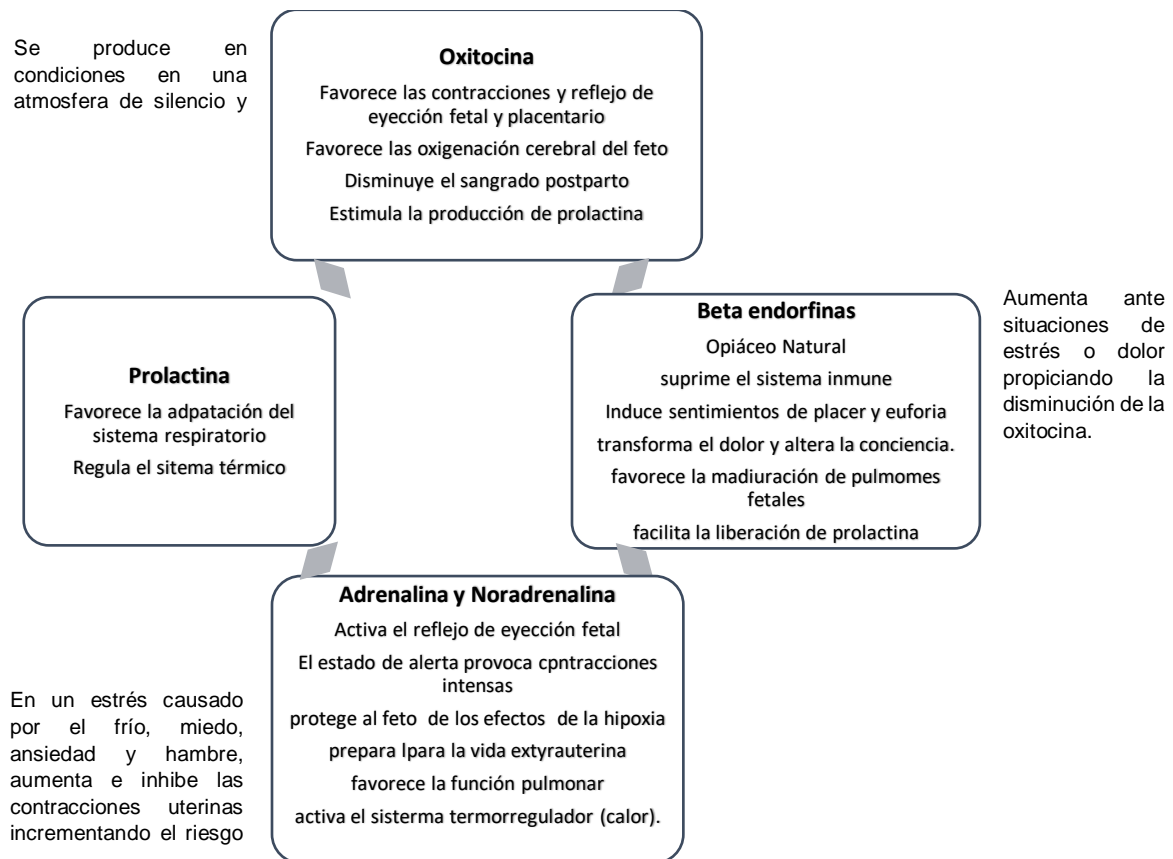 Se produce en
condiciones en una
atmosfera de silencio y
Oxitocina
Favorece las contracciones y reflejo de
eyección fetal y placentario
Favorece las oxigenación cerebral del feto
Disminuye el sangrado postparto
Estimula la producción de prolactina
Prolactina
Favorece la adpatación del
sistema respiratorio
Regula el sitema térmico
Beta endorfinas
Opiáceo Natural
suprime el sistema inmune
Induce sentimientos de placer y euforia
transforma el dolor y altera la conciencia.
favorece la madiuración de pulmomes
fetales
facilita la liberación de prolactina
Aumenta ante
situaciones de
estrés o dolor
propiciando la
disminución de la
oxitocina.
Adrenalina y Noradrenalina
Activa el reflejo de eyección fetal
El estado de alerta provoca cpntracciones
intensas
protege al feto de los efectos de la hipoxia
prepara lpara la vida extyrauterina
favorece la función pulmonar
activa el sisterma termorregulador (calor).
En un estrés causado
por el frío, miedo,
ansiedad y hambre,
aumenta e inhibe las
contracciones uterinas
incrementando el riesgo